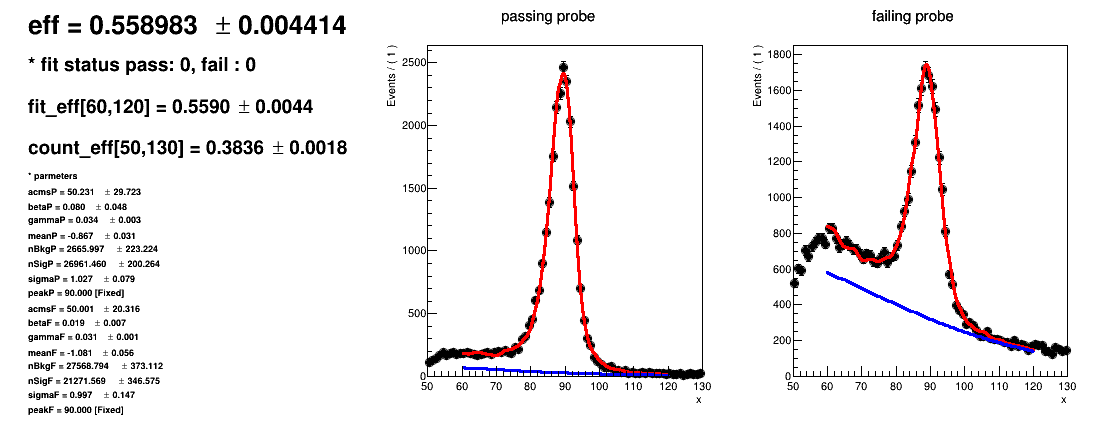 eff = 0.558983 ± 0.004414
* fit status pass: 0, fail : 0
fit_eff[60,120] = 0.5590 ± 0.0044
count_eff[50,130] = 0.3836 ± 0.0018
* parmeters
acmsP = 50.231 ± 29.723
betaP = 0.080 ± 0.048
gammaP = 0.034 ± 0.003
meanP = -0.867 ± 0.031
nBkgP = 2665.997 ± 223.224
nSigP = 26961.460 ± 200.264
sigmaP = 1.027 ± 0.079
peakP = 90.000 [Fixed]
acmsF = 50.001 ± 20.316
betaF = 0.019 ± 0.007
gammaF = 0.031 ± 0.001
meanF = -1.081 ± 0.056
nBkgF = 27568.794 ± 373.112
nSigF = 21271.569 ± 346.575
sigmaF = 0.997 ± 0.147
peakF = 90.000 [Fixed]
passing probe
Events / ( 1 )
2500
2000
1500
1000
500
0
50 60 70 80 90 100 110 120 130
x
failing probe
Events / ( 1 )
1800
1600
1400
1200
1000
800
600
400
200
0
50 60 70 80 90 100 110 120 130
x